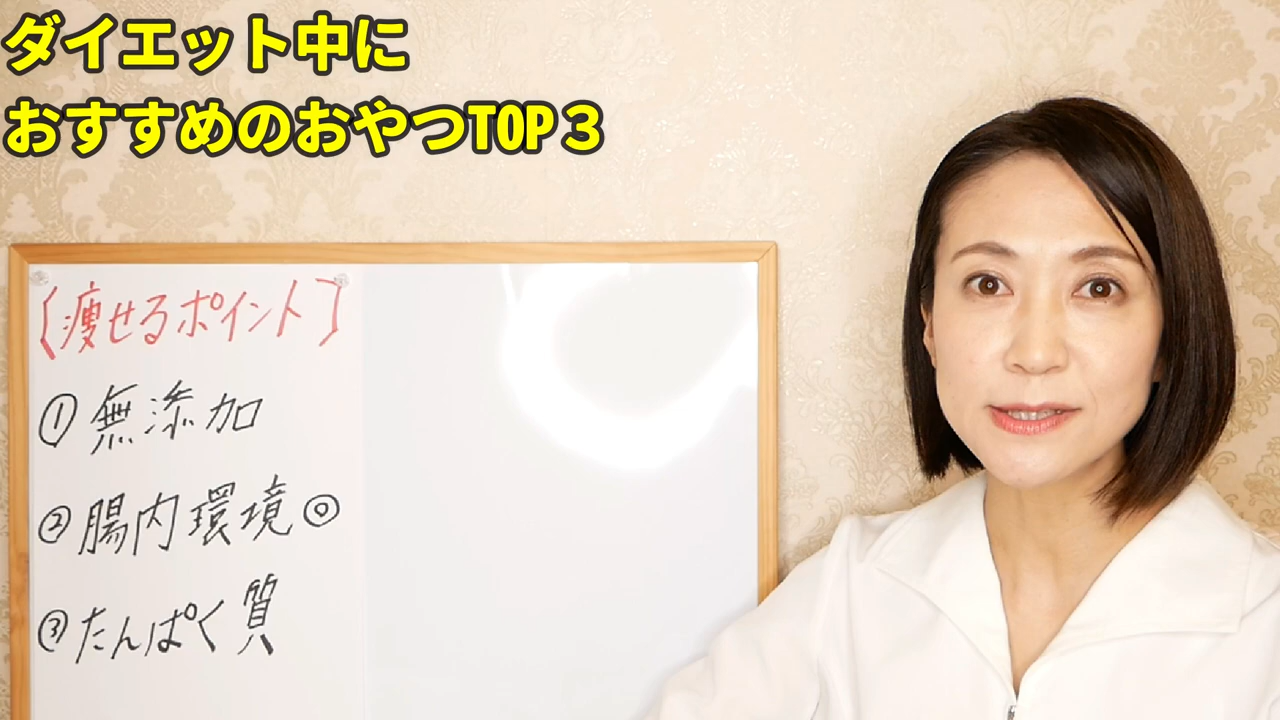 ダイエット中に
おすすめのおやつTOP３
〔痩せるポイント〕
① 無添加
② 腸内環境◎
③ たんぱく質